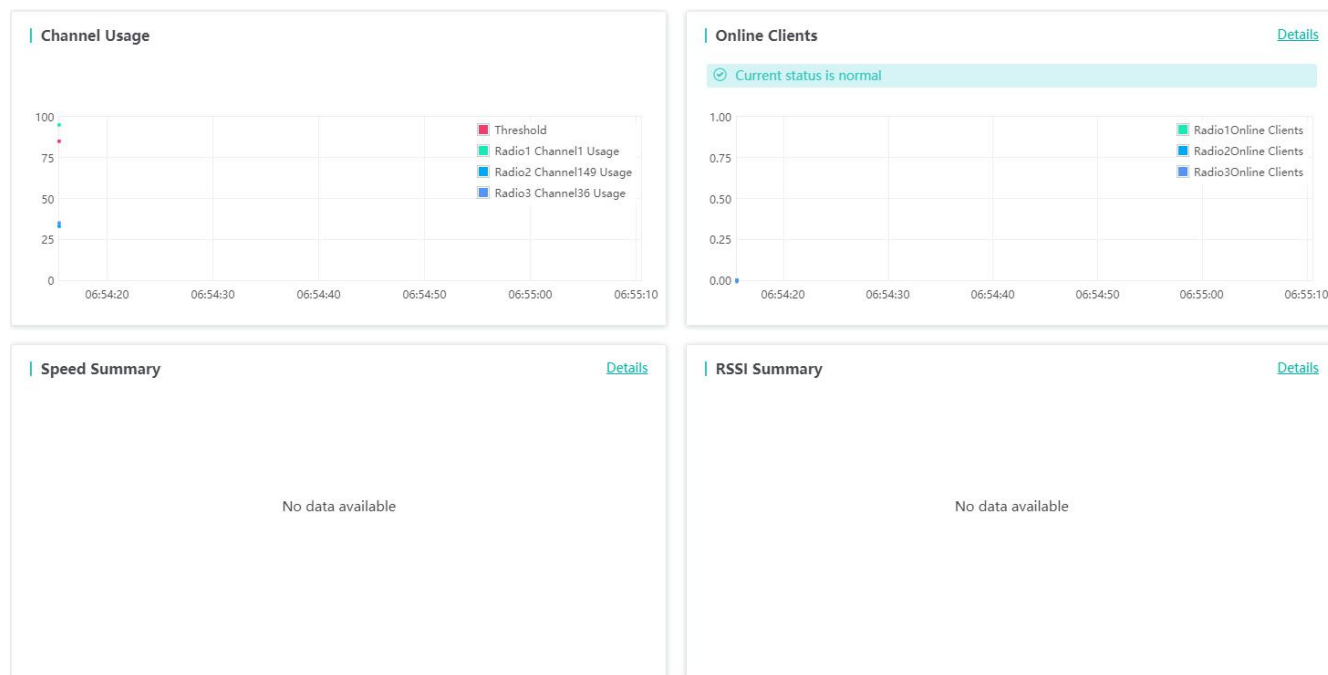 Channel Usage
100
75
50
25
0
Threshold
Radio1 Channel1 Usage
Radio2 Channel149 Usage
Radio3 Channel36 Usage
06:54:20 06:54:30 06:54:40 06:54:50 06:55:00 06:55:10
Online Clients Details
Current status is normal
1.00
0.75
0.50
0.25
0.00
Radio1Online Clients
Radio2Online Clients
Radio3Online Clients
06:54:20 06:54:30 06:54:40 06:54:50 06:55:00 06:55:10
Speed Summary Details
No data available
RSSI Summary Details
No data available